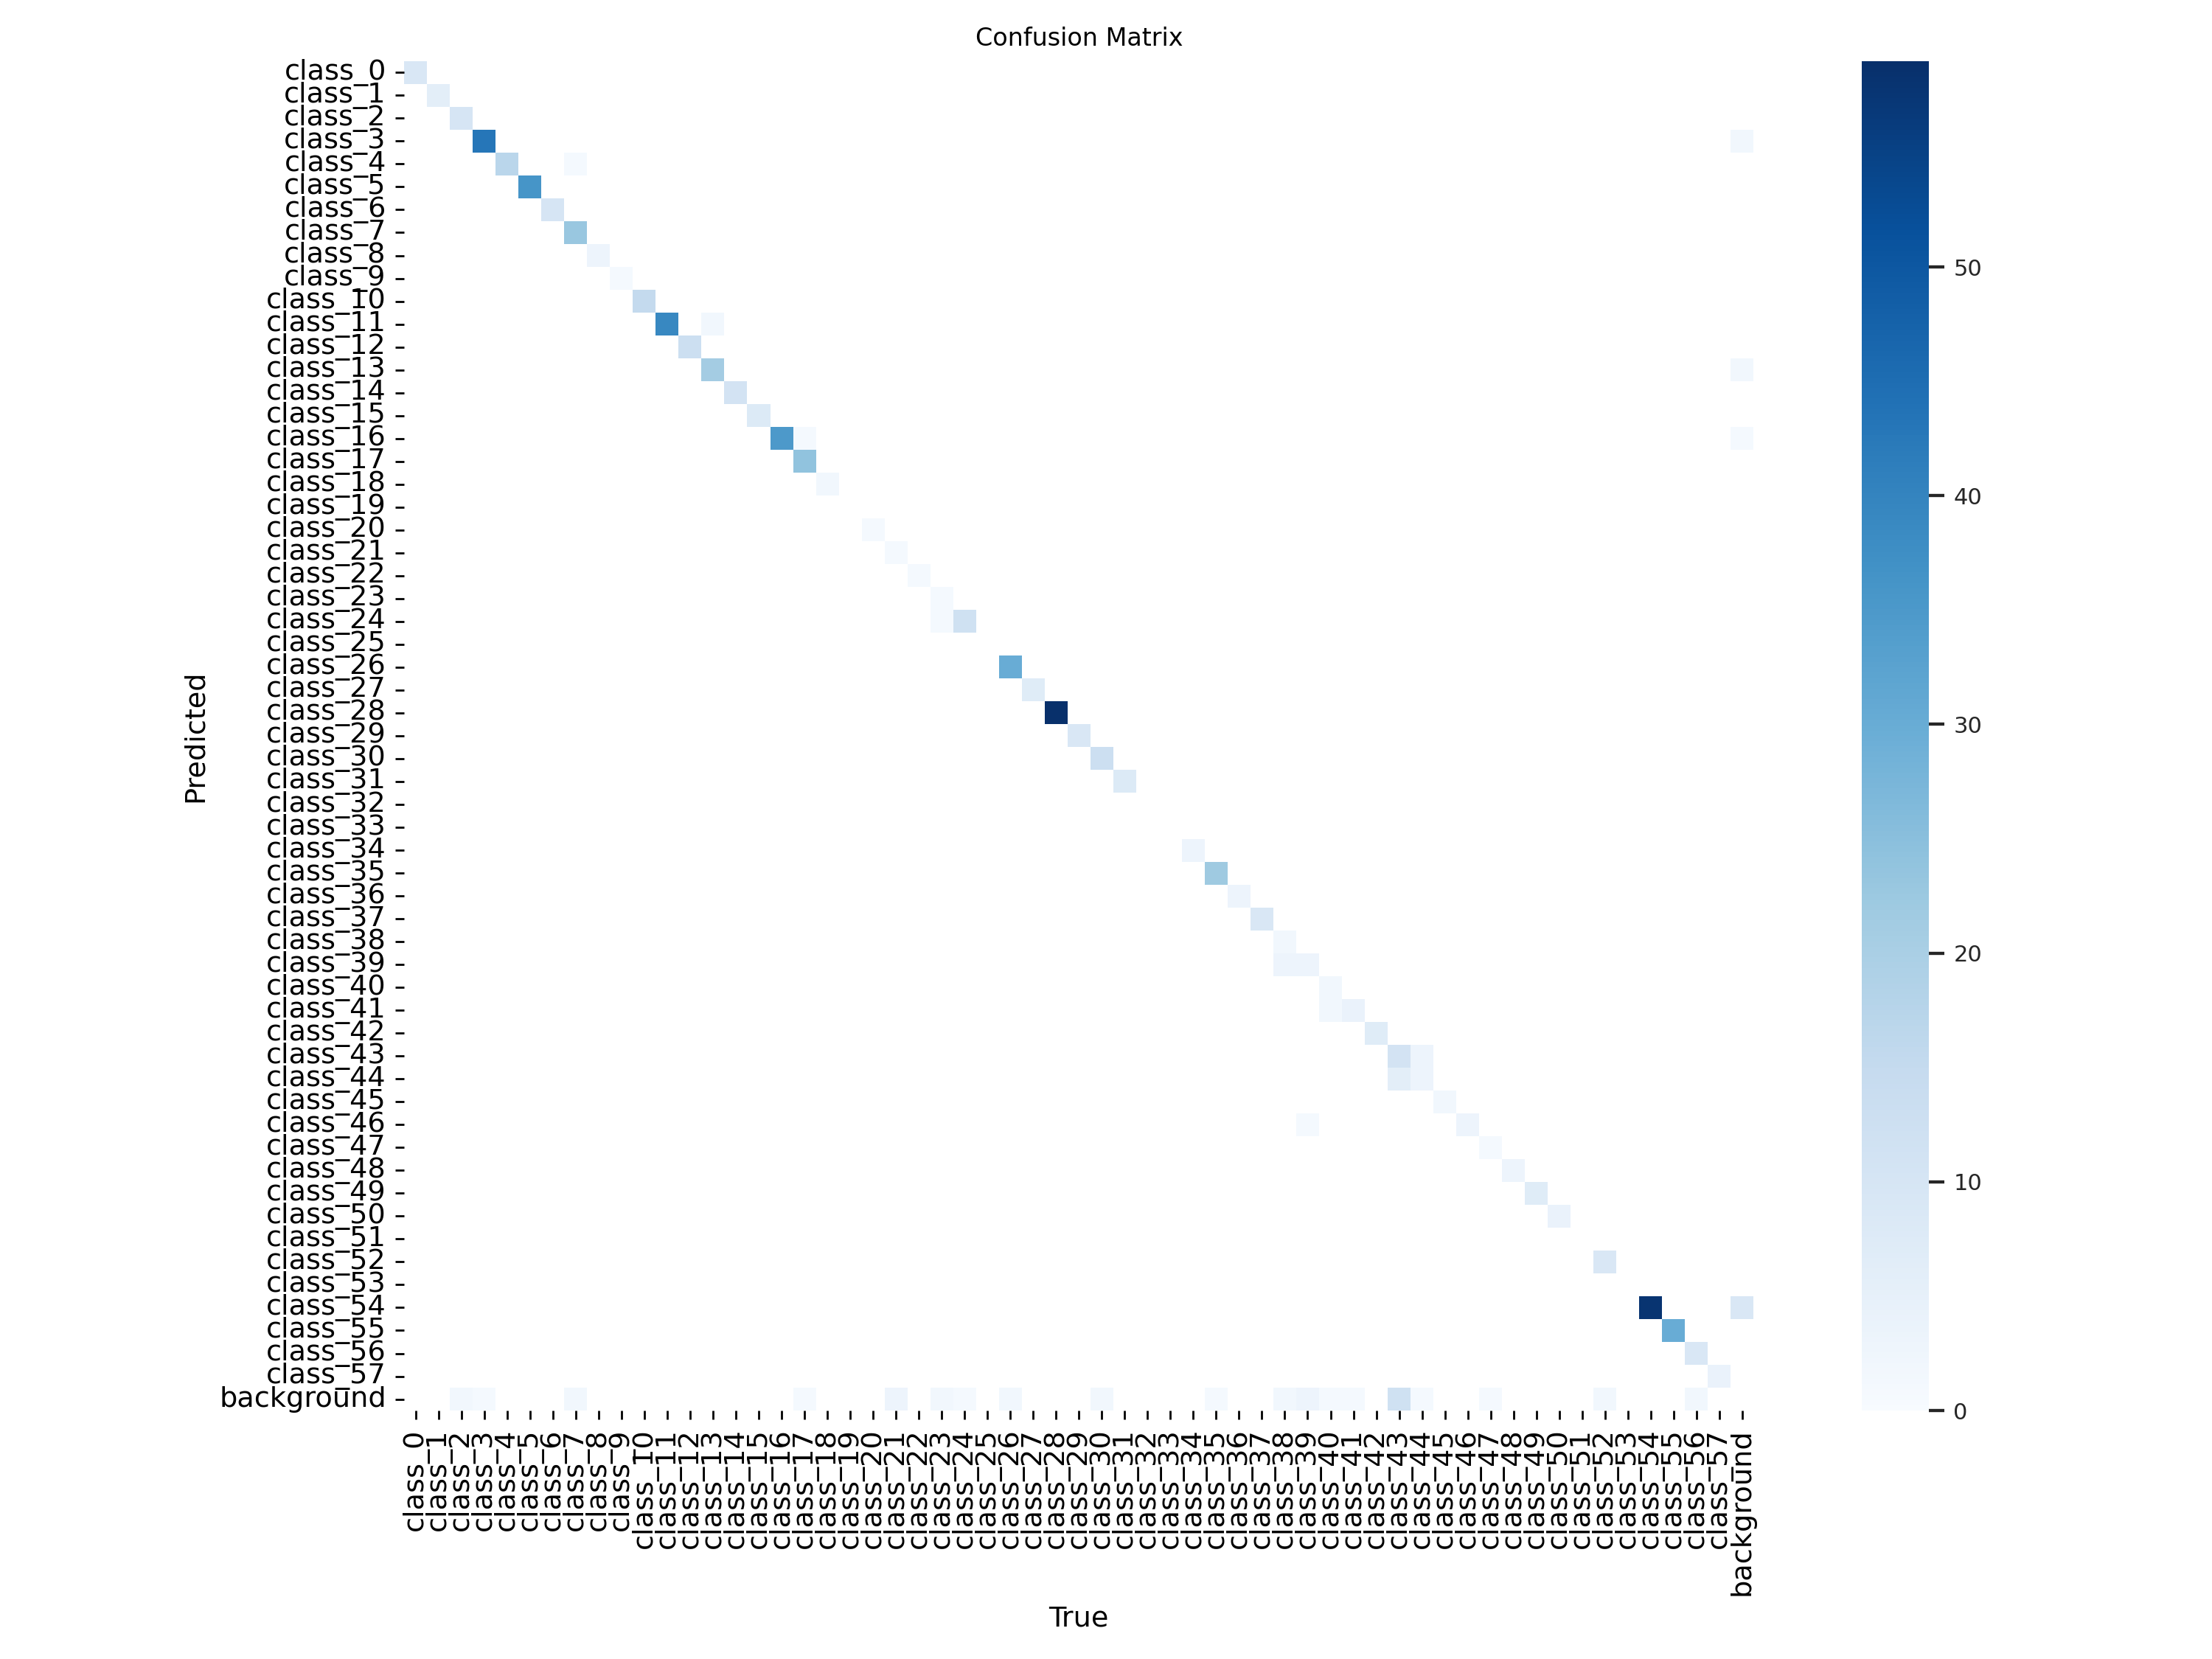 Confusion Matrix
class_0
class_1
class_2
class_3
class_4
class_5
class_6
class_7
class_8
class_9
class_10
class_11
class_12
class_13
class_14
class_15
class_16
class_17
class_18
class_19
class_20
class_21
class_22
class_23
class_24
class_25
class_26
class_27
class_28
class_29
class_30
class_31
class_32
class_33
class_34
class_35
class_36
class_37
class_38
class_39
class_40
class_41
class_42
class_43
class_44
class_45
class_46
class_47
class_48
class_49
class_50
class_51
class_52
class_53
class_54
class_55
class_56
class_57
background
Predicted
class_0
class_1
class_2
class_3
class_4
class_5
class_6
class_7
class_8
class_9
class_10
class_11
class_12
class_13
class_14
class_15
class_16
class_17
class_18
class_19
class_20
class_21
class_22
class_23
class_24
class_25
class_26
class_27
class_28
class_29
class_30
class_31
class_32
class_33
class_34
class_35
class_36
class_37
class_38
class_39
class_40
class_41
class_42
class_43
class_44
class_45
class_46
class_47
class_48
class_49
class_50
class_51
class_52
class_53
class_54
class_55
class_56
class_57
background
True
50
40
30
20
10
0